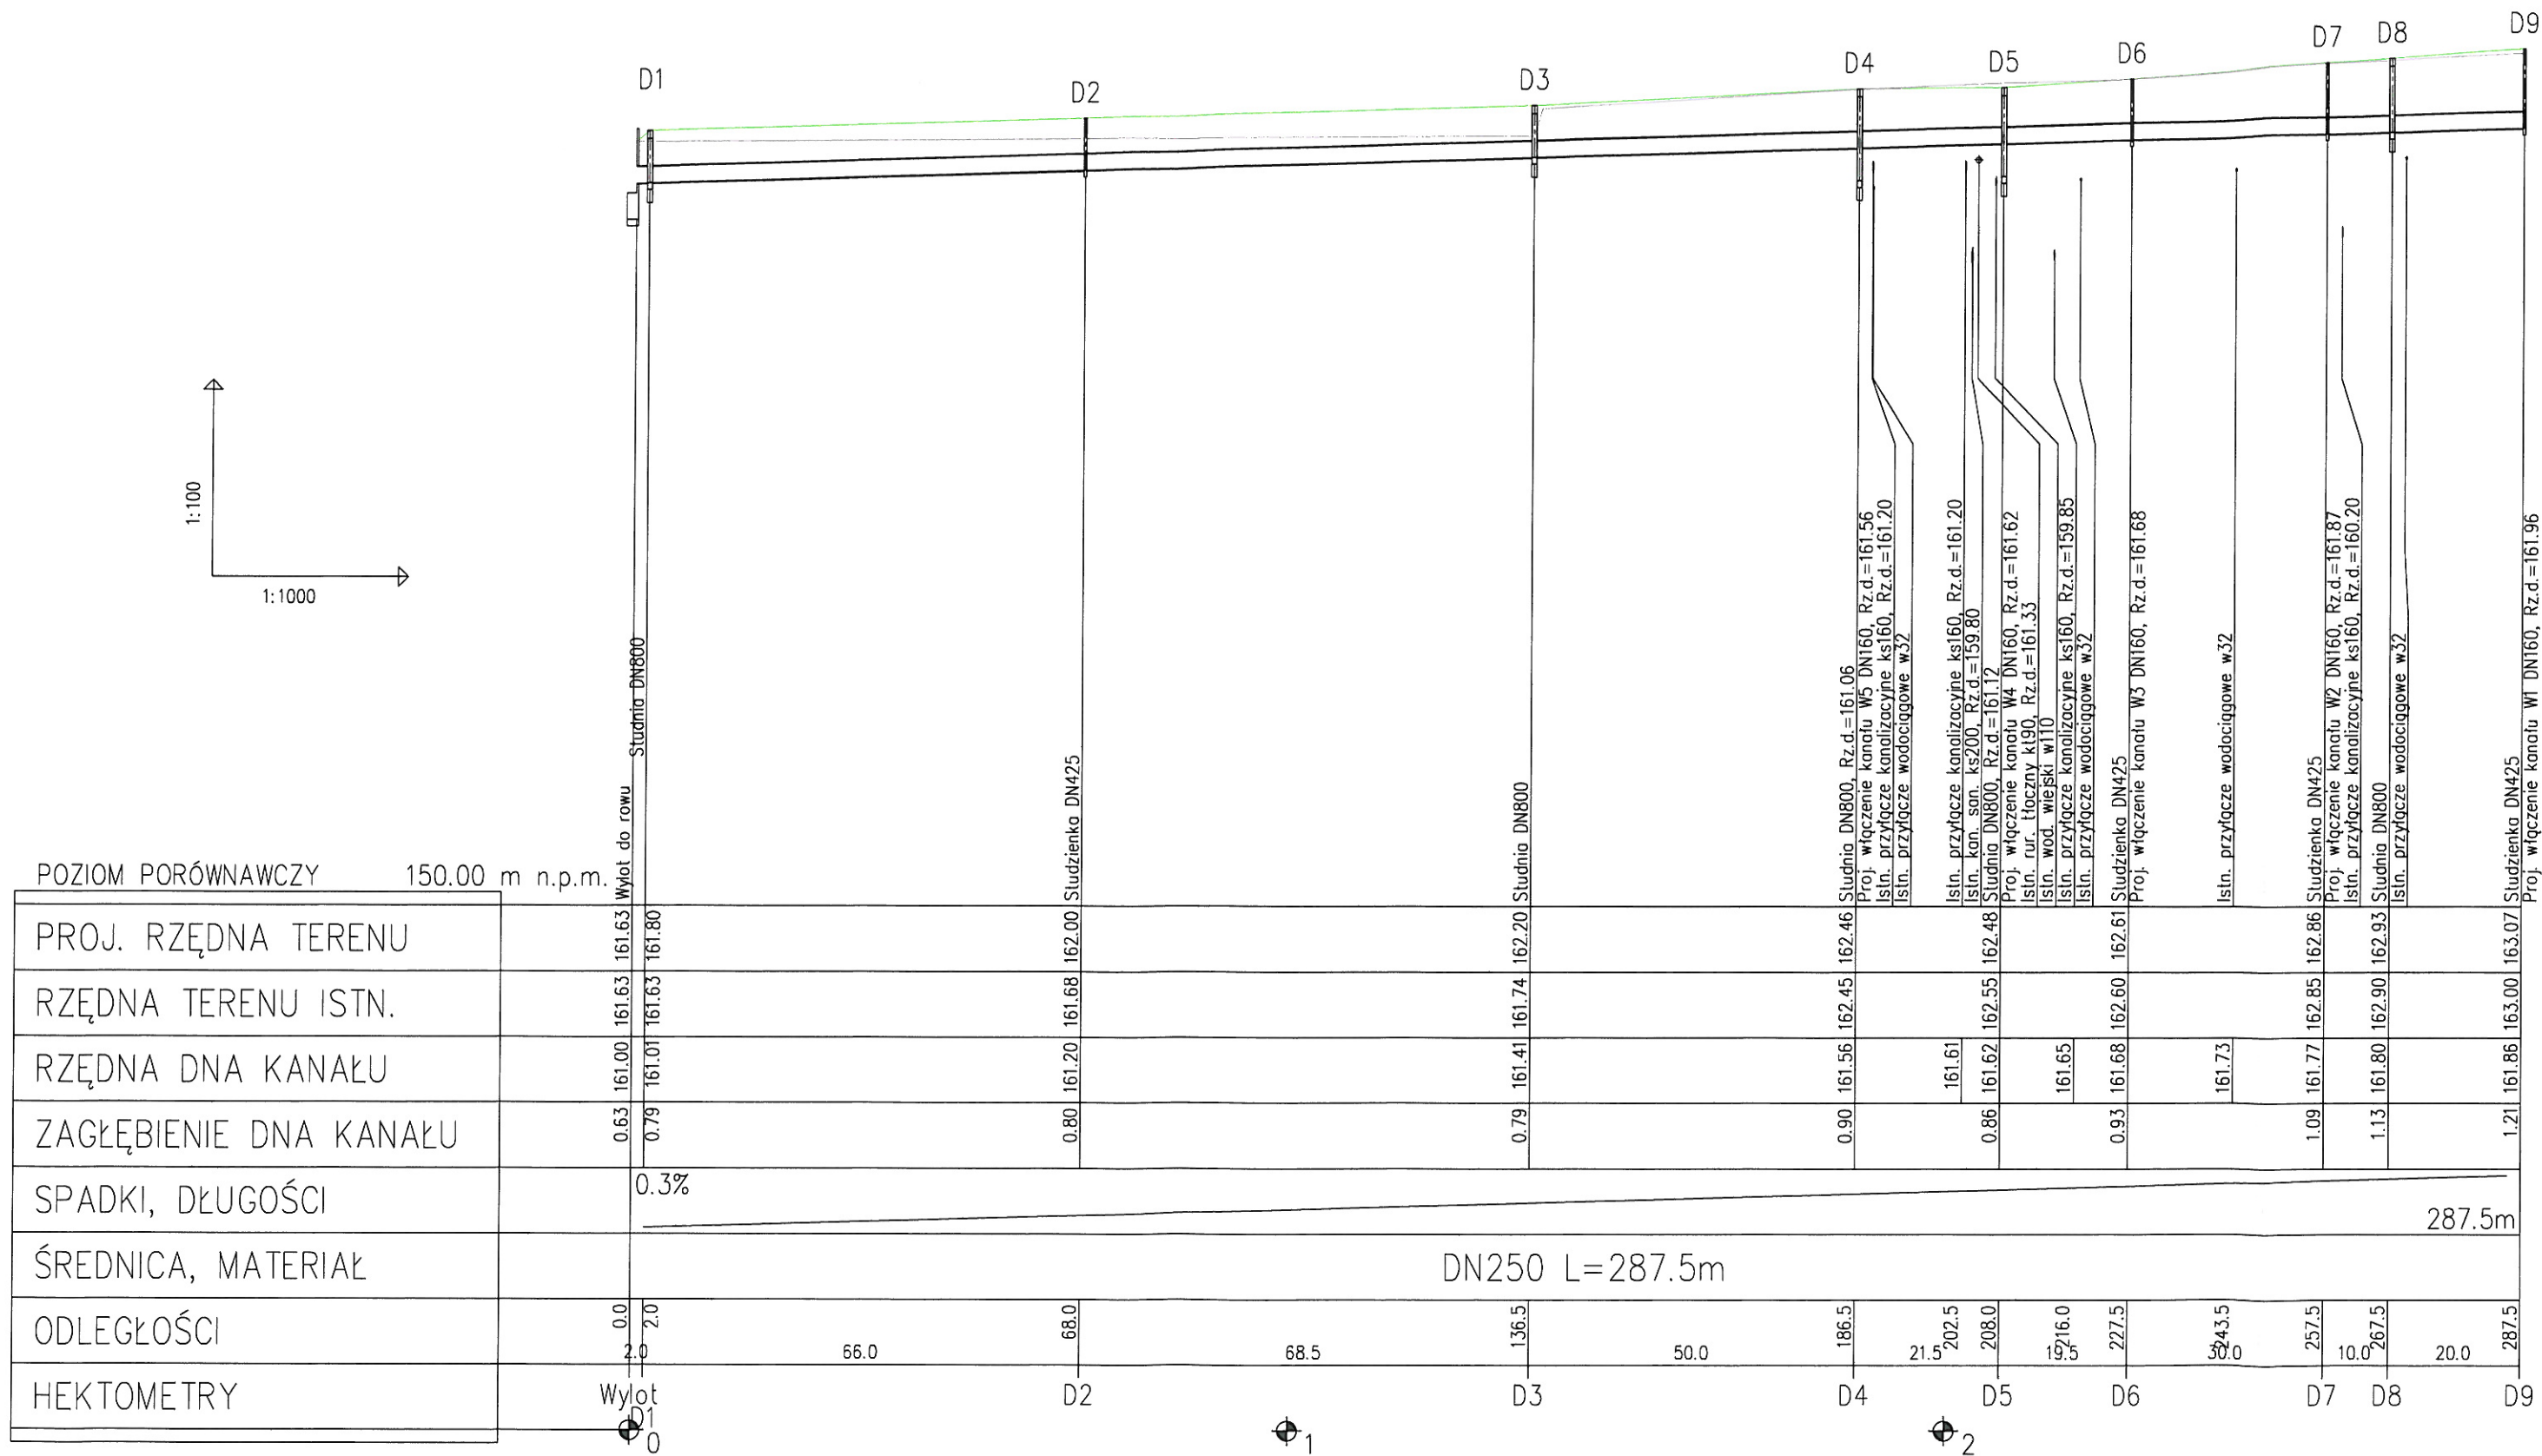 D1
D2
D3
D4
D5
D6
D7
D8
D9
1:100
1:1000
Wylot do rowu
Studnia DN800
Studzienka DN425
Studnia DN800
Studnia DN800, Rz.d.=161.06
Proj. włączenie kanału W5 DN160, Rz.d.=161.56
Istn. przyłącze kanalizacyjne ks160, Rz.d.=161.20
Istn. przyłącze wodociągowe w32
Istn. przyłącze kanalizacyjne ks160, Rz.d.=161.20
Istn. kan. san. ks200, Rz.d.=159.80
Studnia DN800, Rz.d.=161.12
Proj. włączenie kanału W4 DN160, Rz.d.=161.62
Istn. rur. tłoczny kt90, Rz.d.=161.33
Istn. wod. wiejski w110
Istn. przyłącze kanalizacyjne ks160, Rz.d.=159.85
Istn. przyłącze wodociągowe w32
Studzienka DN425
Proj. włączenie kanału W3 DN160, Rz.d.=161.68
Istn. przyłącze wodociągowe w32
Studzienka DN425
Proj. włączenie kanału W2 DN160, Rz.d.=161.87
Istn. przyłącze kanalizacyjne ks160, Rz.d.=160.20
Studnia DN800
Istn. przyłącze wodociągowe w32
Studzienka DN425
Proj. włączenie kanału W1 DN160, Rz.d.=161.96
POZIOM PORÓWNAWCZY 150.00 m n.p.m.
PROJ. RZĘDNA TERENU 161.63 161.80 162.00 162.20 162.46 162.48 162.61 162.86 162.93 163.07
RZĘDNA TERENU ISTN. 161.63 161.63 161.68 161.74 162.45 162.55 162.60 162.85 162.90 163.00
RZĘDNA DNA KANAŁU 161.00 161.01 161.20 161.41 161.56 161.61 161.62 161.65 161.68 161.73 161.77 161.80 161.86
ZAGŁĘBIENIE DNA KANAŁU 0.63 0.79 0.80 0.79 0.90 0.86 0.93 1.09 1.13 1.21
SPADKI, DŁUGOŚCI 0.3% 287.5m
ŚREDNICA, MATERIAŁ DN250 L=287.5m
ODLEGŁOŚCI 0.0 2.0 68.0 136.5 186.5 202.5 208.0 216.0 227.5 243.5 257.5 267.5 287.5
2.0 66.0 68.5 50.0 21.5 19.5 30.0 10.0 20.0
HEKTOMETRY Wylot D1 D2 D3 D4 D5 D6 D7 D8 D9
0 1 2